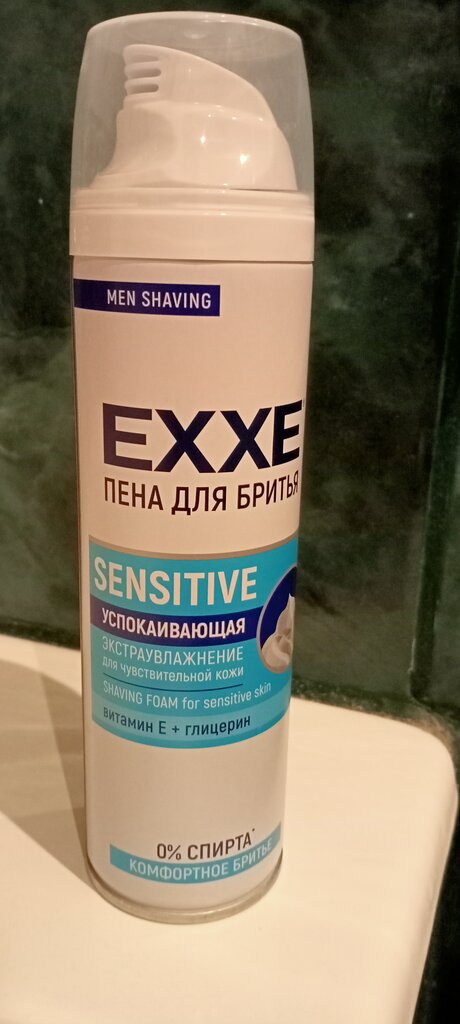 MEN SHAVING
EXXE
ПЕНА ДЛЯ БРИТЬЯ
SENSITIVE
УСПОКАИВАЮЩАЯ
ЭКСТРАУВЛАЖНЕНИЕ
для чувствительной кожи
SHAVING FOAM for sensitive skin
витамин Е + глицерин
0% СПИРТА*
КОМФОРТНОЕ БРИТЬЕ